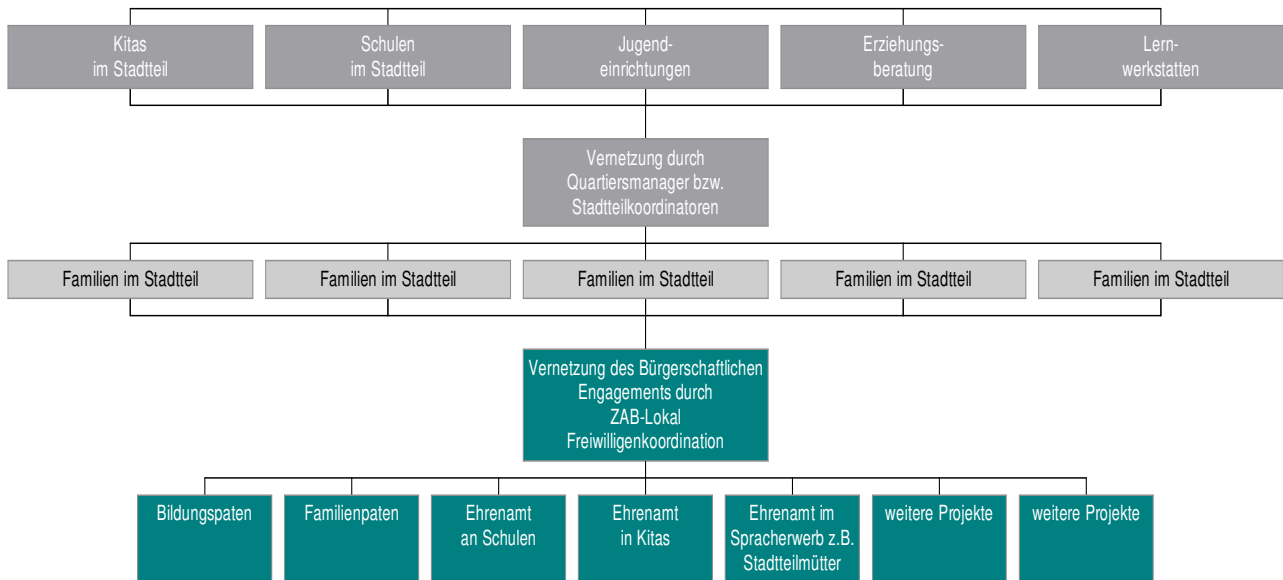 Kitas
im Stadtteil
Schulen
im Stadtteil
Jugend-
einrichtungen
Erziehungs-
beratung
Lern-
werkstatten
Vernetzung durch
Quartiersmanager bzw.
Stadtteilkoordinatoren
Familien im Stadtteil
Familien im Stadtteil
Familien im Stadtteil
Familien im Stadtteil
Familien im Stadtteil
Vernetzung des Bürgerschaftlichen
Engagements durch
ZAB-Lokal
Freiwilligenkoordination
Bildungspaten
Familienpaten
Ehrenamt
an Schulen
Ehrenamt
in Kitas
Ehrenamt im
Spracherwerb z.B.
Stadtteilmütter
weitere Projekte
weitere Projekte